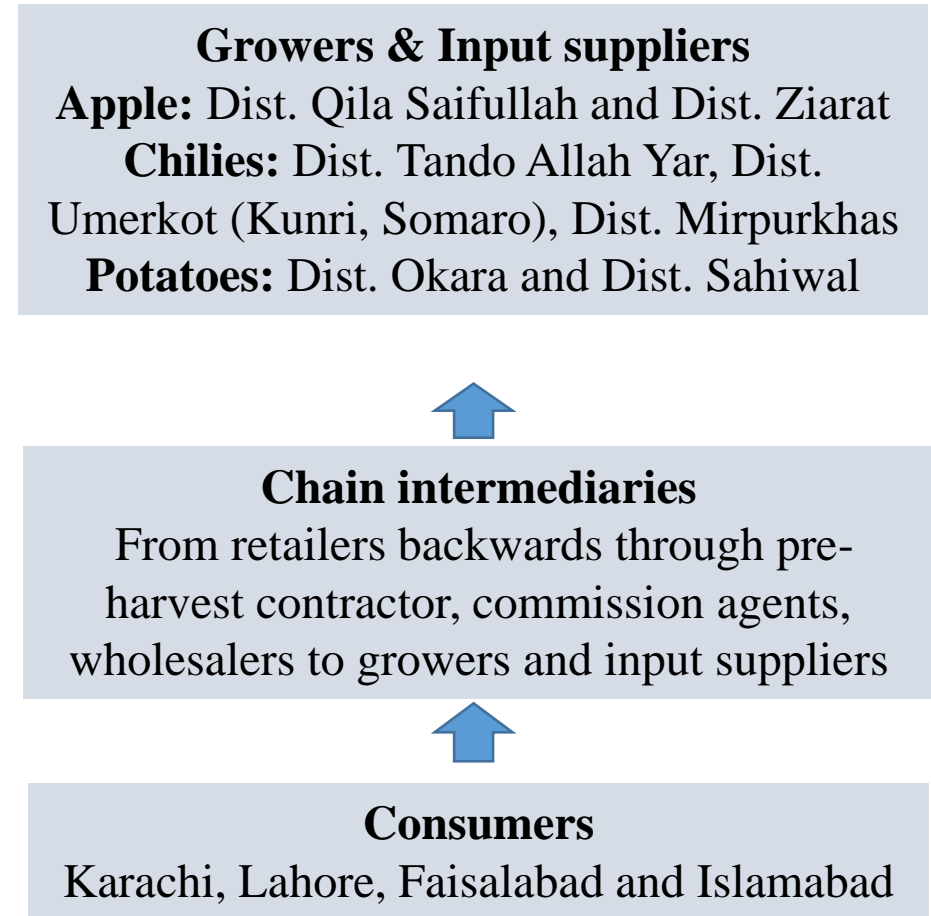 Growers & Input suppliers
Apple: Dist. Qila Saifullah and Dist. Ziarat
Chilies: Dist. Tando Allah Yar, Dist.
Umerkot (Kunri, Somaro), Dist. Mirpurkhas
Potatoes: Dist. Okara and Dist. Sahiwal
Chain intermediaries
From retailers backwards through pre-
harvest contractor, commission agents,
wholesalers to growers and input suppliers
Consumers
Karachi, Lahore, Faisalabad and Islamabad